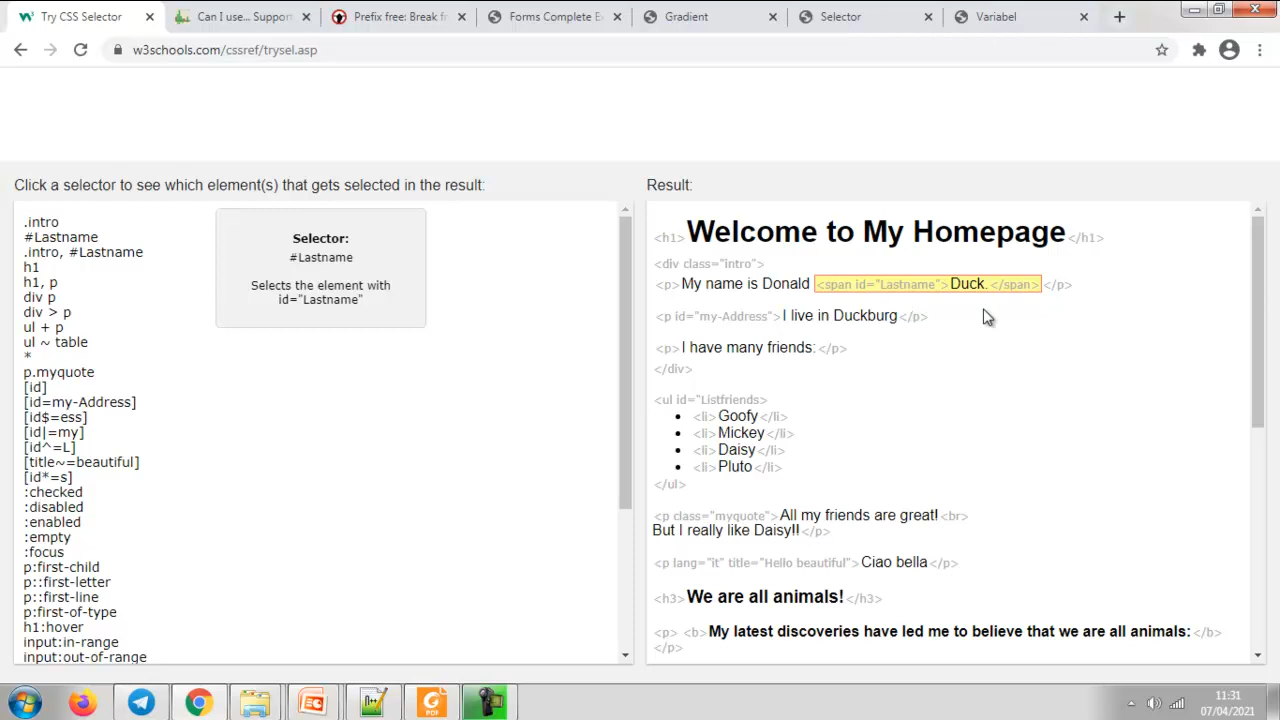 Try CSS Selector
Can I use... Suppor
Prefix free: Break f
Forms Complete E
Gradient
Selector
Variabel
w3schools.com/cssref/trysel.asp
Click a selector to see which element(s) that gets selected in the result:
.intro
#Lastname
.intro, #Lastname
h1
h1, p
div p
div > p
ul + p
ul ~ table
*
p.myquote
[id]
[id=my-Address]
[id$=ess]
[id|=my]
[id^=L]
[title~=beautiful]
[id*=s]
:checked
:disabled
:enabled
:empty
:focus
p:first-child
p::first-letter
p::first-line
p:first-of-type
h1:hover
input:in-range
input:out-of-range
Selector:
#Lastname
Selects the element with
id="Lastname"
Result:
<h1>Welcome to My Homepage</h1>
<div class="intro">
<p>My name is Donald <span id="Lastname">Duck.</span></p>
<p id="my-Address">I live in Duckburg</p>
<p>I have many friends:</p>
</div>
<ul id="Listfriends>
• <li>Goofy</li>
• <li>Mickey</li>
• <li>Daisy</li>
• <li>Pluto</li>
</ul>
<p class="myquote">All my friends are great!<br>
But I really like Daisy!!</p>
<p lang="it" title="Hello beautiful">Ciao bella</p>
<h3>We are all animals!</h3>
<p> <b>My latest discoveries have led me to believe that we are all animals:</b>
</p>
PDF
11:31
07/04/2021